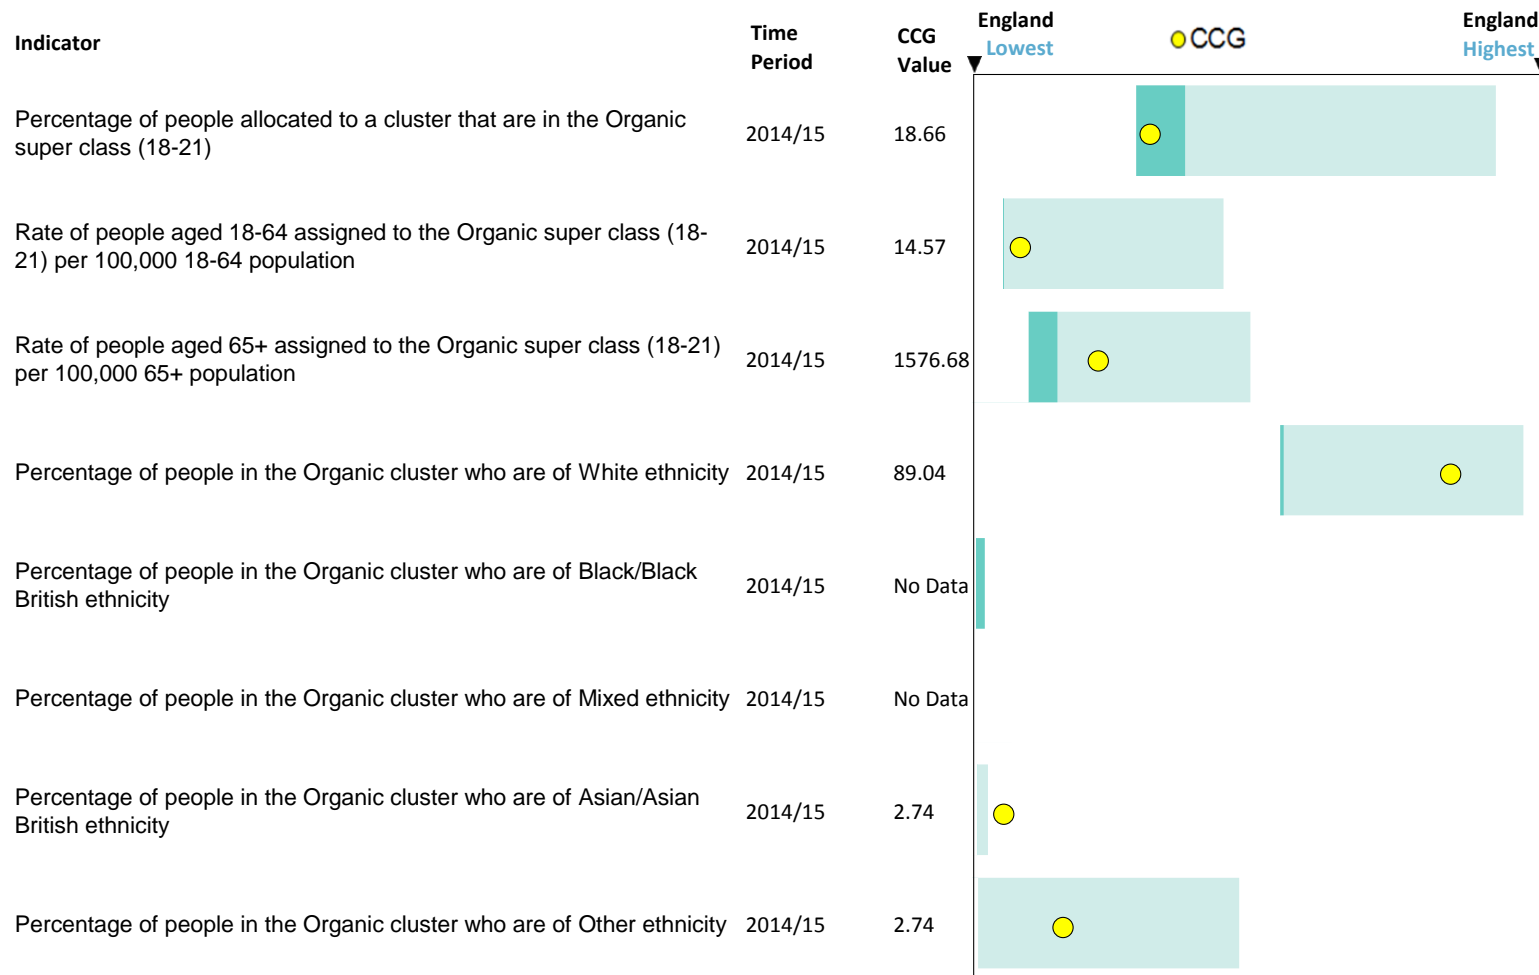 Indicator
Time
Period
CCG
Value
England
Lowest
CCG
England
Highest
Percentage of people allocated to a cluster that are in the Organic
super class (18-21)
2014/15
18.66
Rate of people aged 18-64 assigned to the Organic super class (18-
21) per 100,000 18-64 population
2014/15
14.57
Rate of people aged 65+ assigned to the Organic super class (18-21)
per 100,000 65+ population
2014/15
1576.68
Percentage of people in the Organic cluster who are of White ethnicity
2014/15
89.04
Percentage of people in the Organic cluster who are of Black/Black
British ethnicity
2014/15
No Data
Percentage of people in the Organic cluster who are of Mixed ethnicity
2014/15
No Data
Percentage of people in the Organic cluster who are of Asian/Asian
British ethnicity
2014/15
2.74
Percentage of people in the Organic cluster who are of Other ethnicity
2014/15
2.74